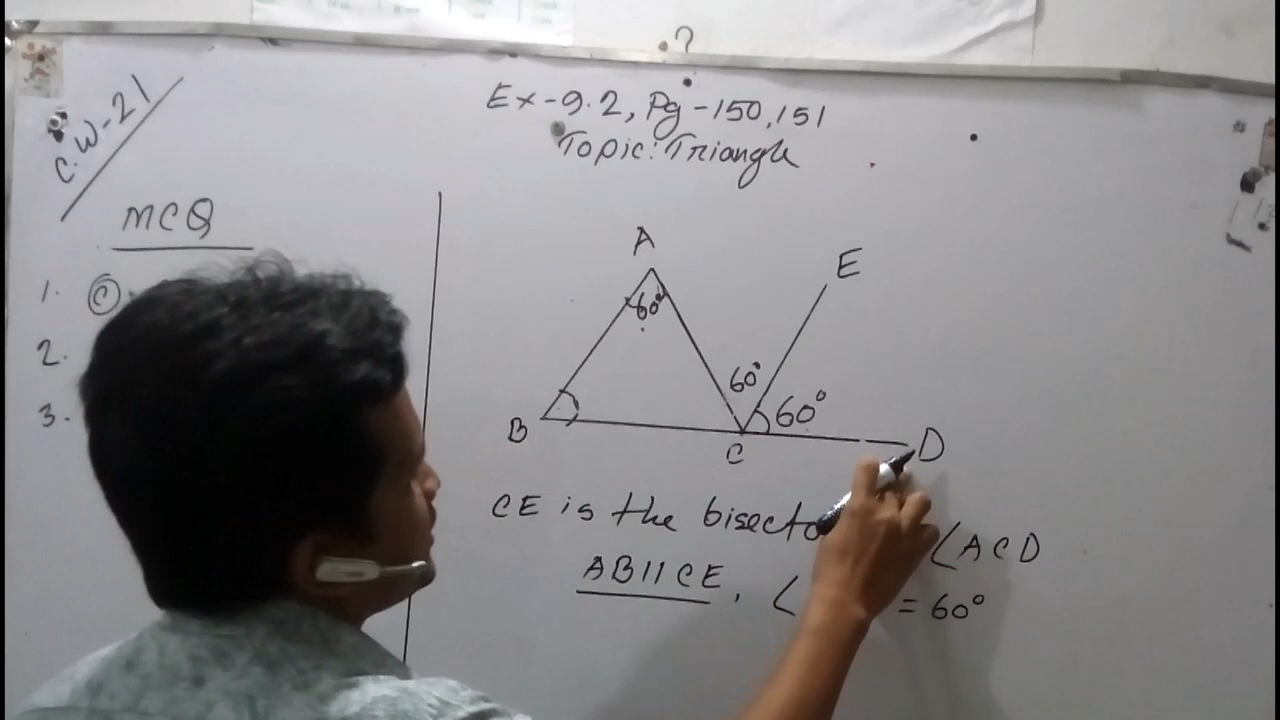 ?
C.W-21
Ex-9.2, Pg-150,151
Topic: Triangle
MCQ
1. C
2.
3.
A
E
60°
60°
60°
B
C
D
CE is the ∠ACD
AB || CE, ∠ = 60°